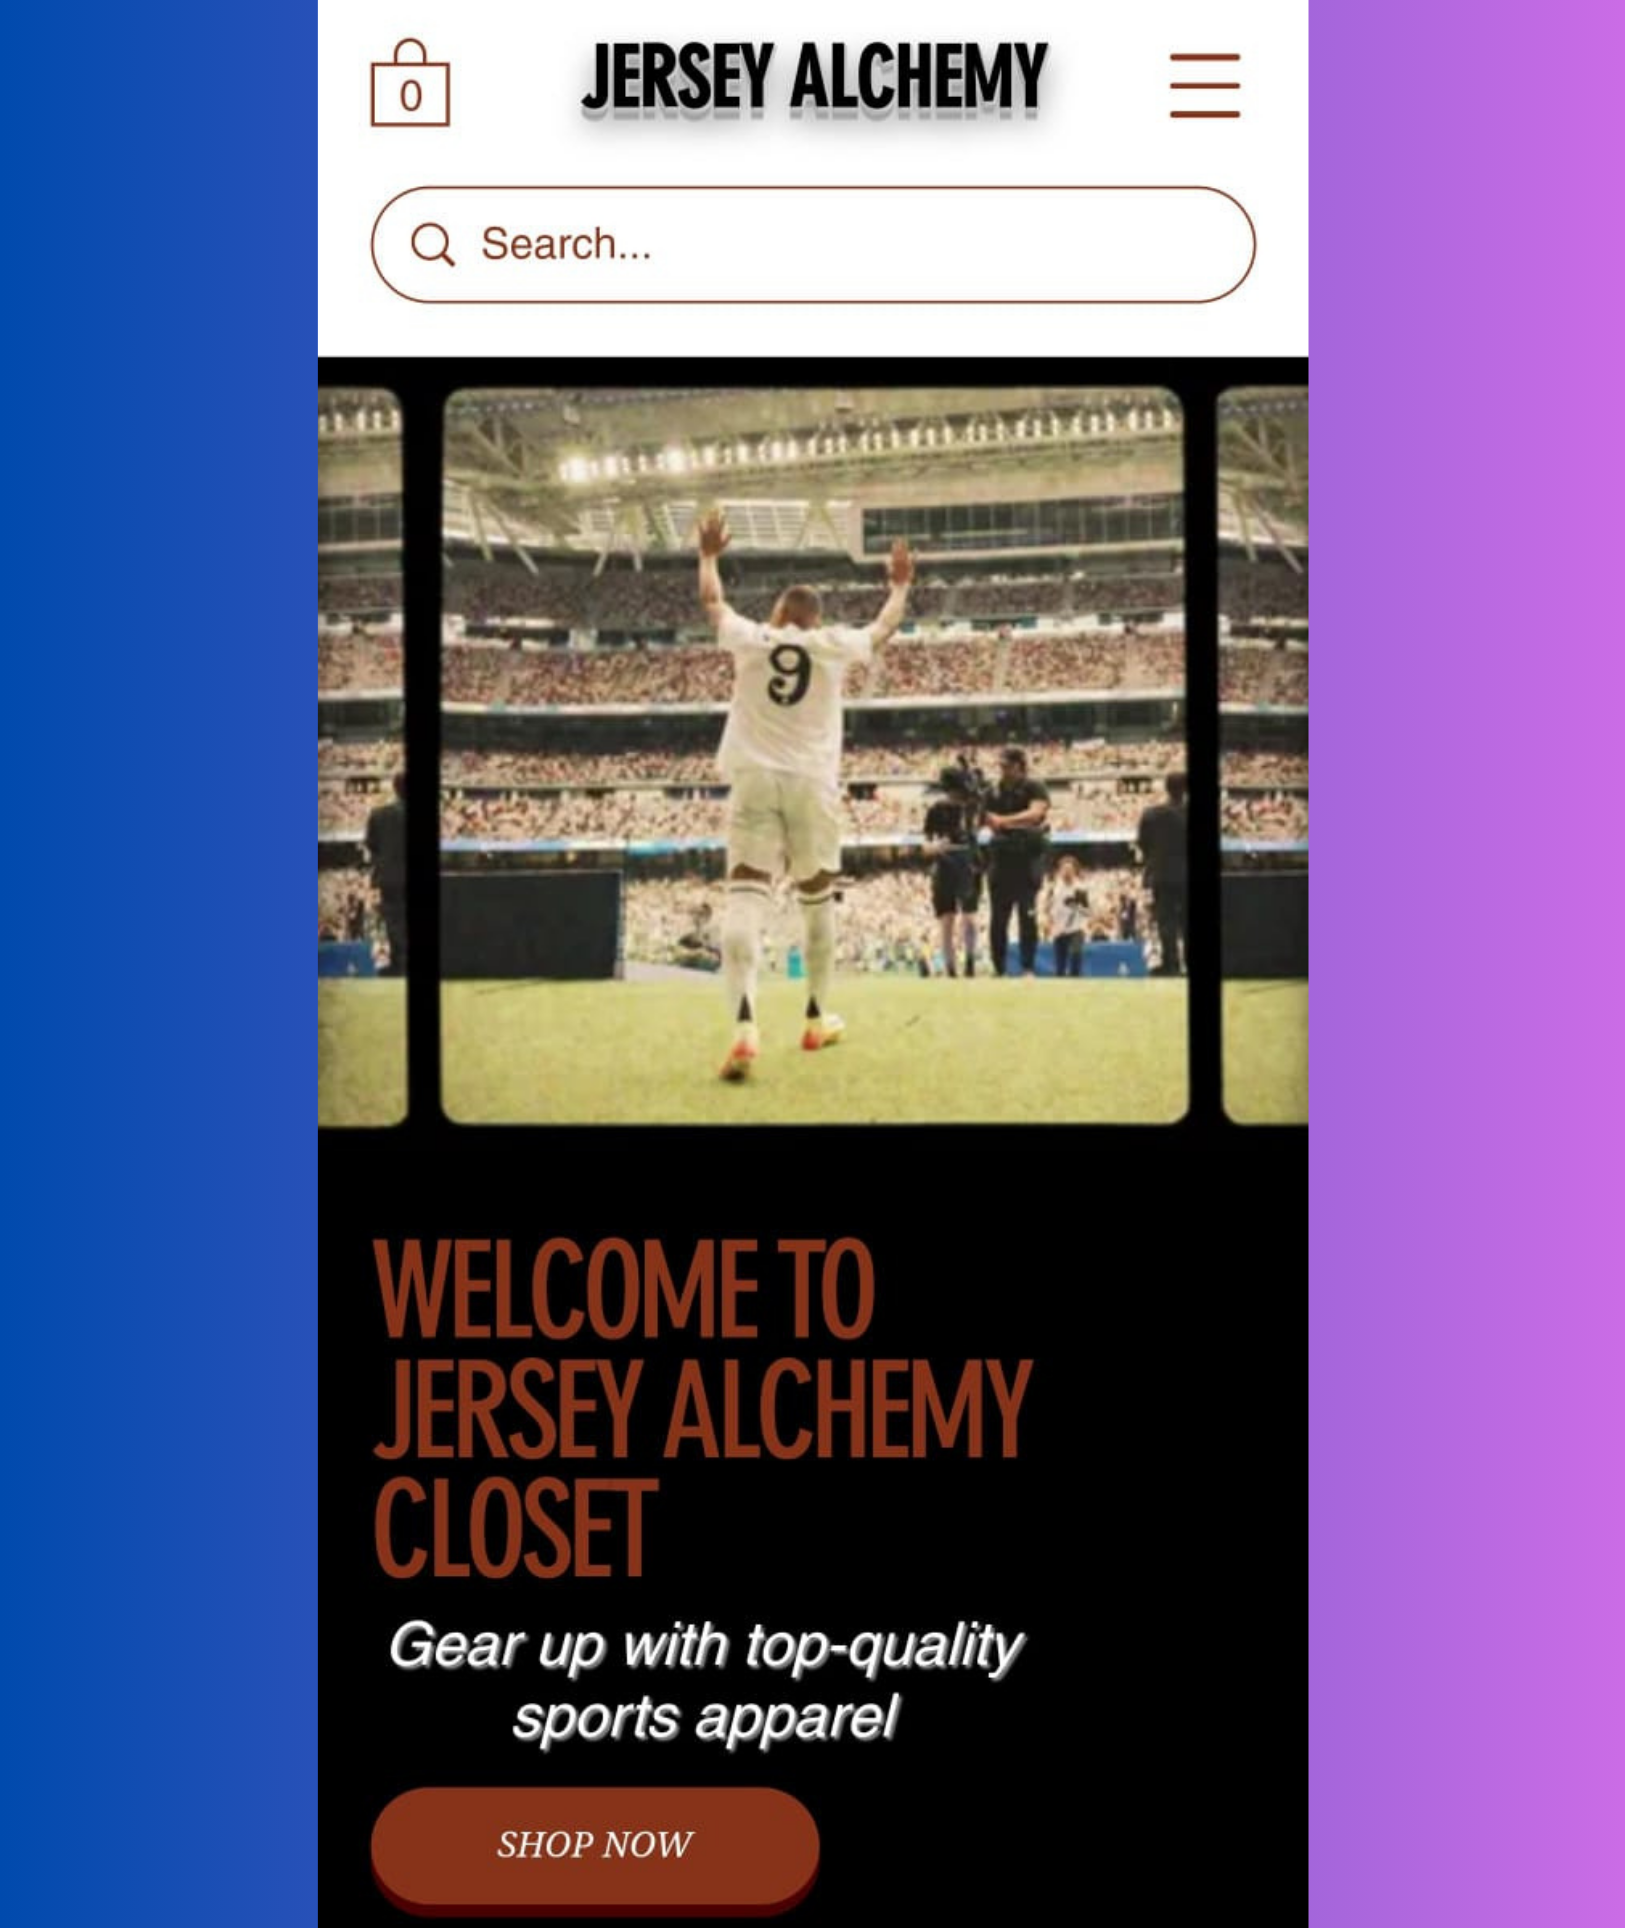 0
JERSEY ALCHEMY
Search...
9
WELCOME TO
JERSEY ALCHEMY
CLOSET
Gear up with top-quality
sports apparel
SHOP NOW